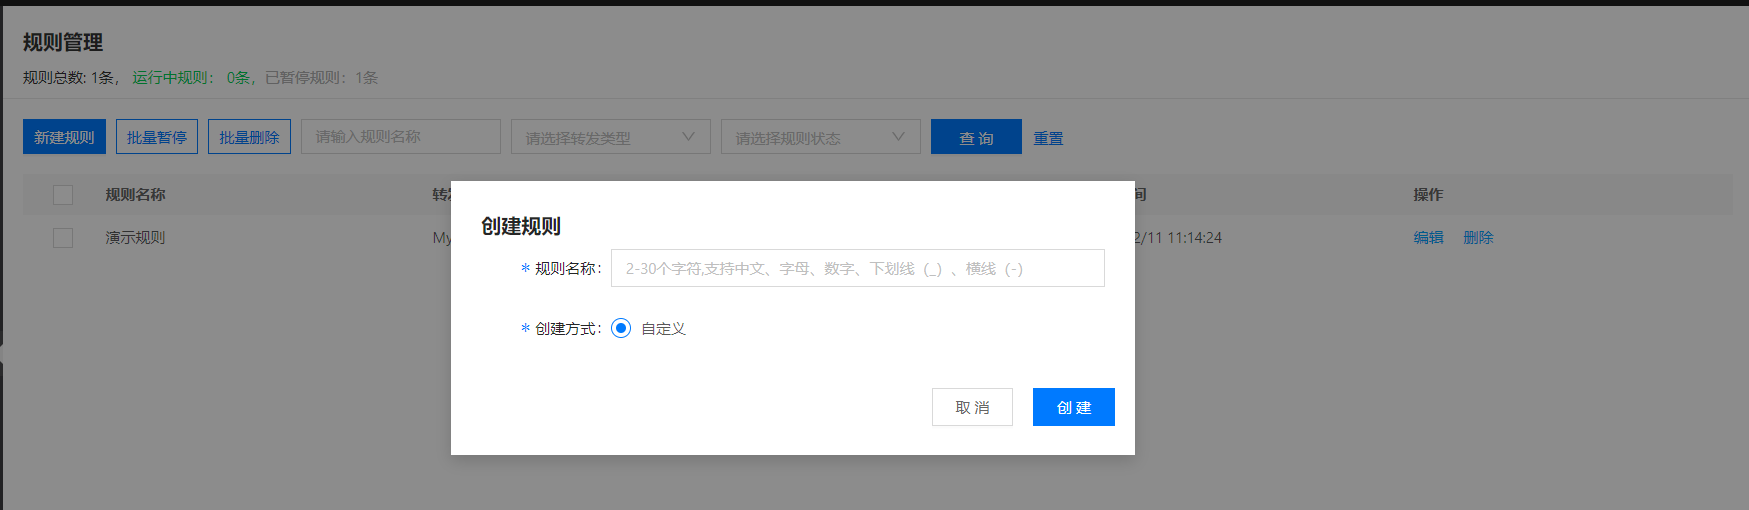 规则管理
规则总数: 1条， 运行中规则： 0条，已暂停规则：1条
新建规则 批量暂停 批量删除 请输入规则名称 请选择转发类型 请选择规则状态 查 询 重置
规则名称 间 操作
演示规则 My 2/11 11:14:24 编辑 删除
创建规则
* 规则名称： 2-30个字符,支持中文、字母、数字、下划线（_）、横线（-）
* 创建方式： 自定义
取 消 创 建